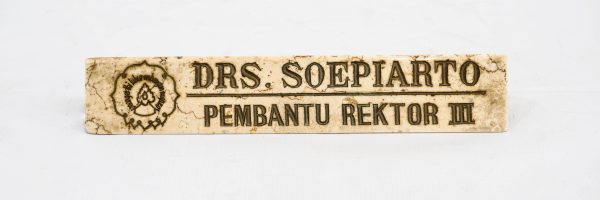 DRS. SOEPIARTO
PEMBANTU REKTOR III